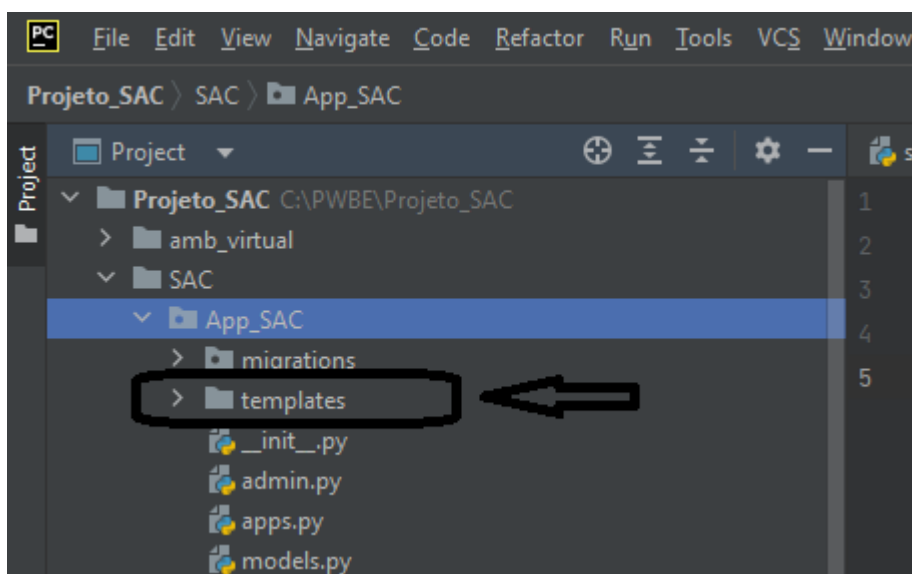 PC File Edit View Navigate Code Refactor Run Tools VCS Window
Projeto_SAC 〉 SAC 〉 App_SAC
Project
Project
Projeto_SAC C:\PWBE\Projeto_SAC
1
amb_virtual
2
SAC
3
App_SAC
4
migrations
5
templates
__init__.py
admin.py
apps.py
models.py